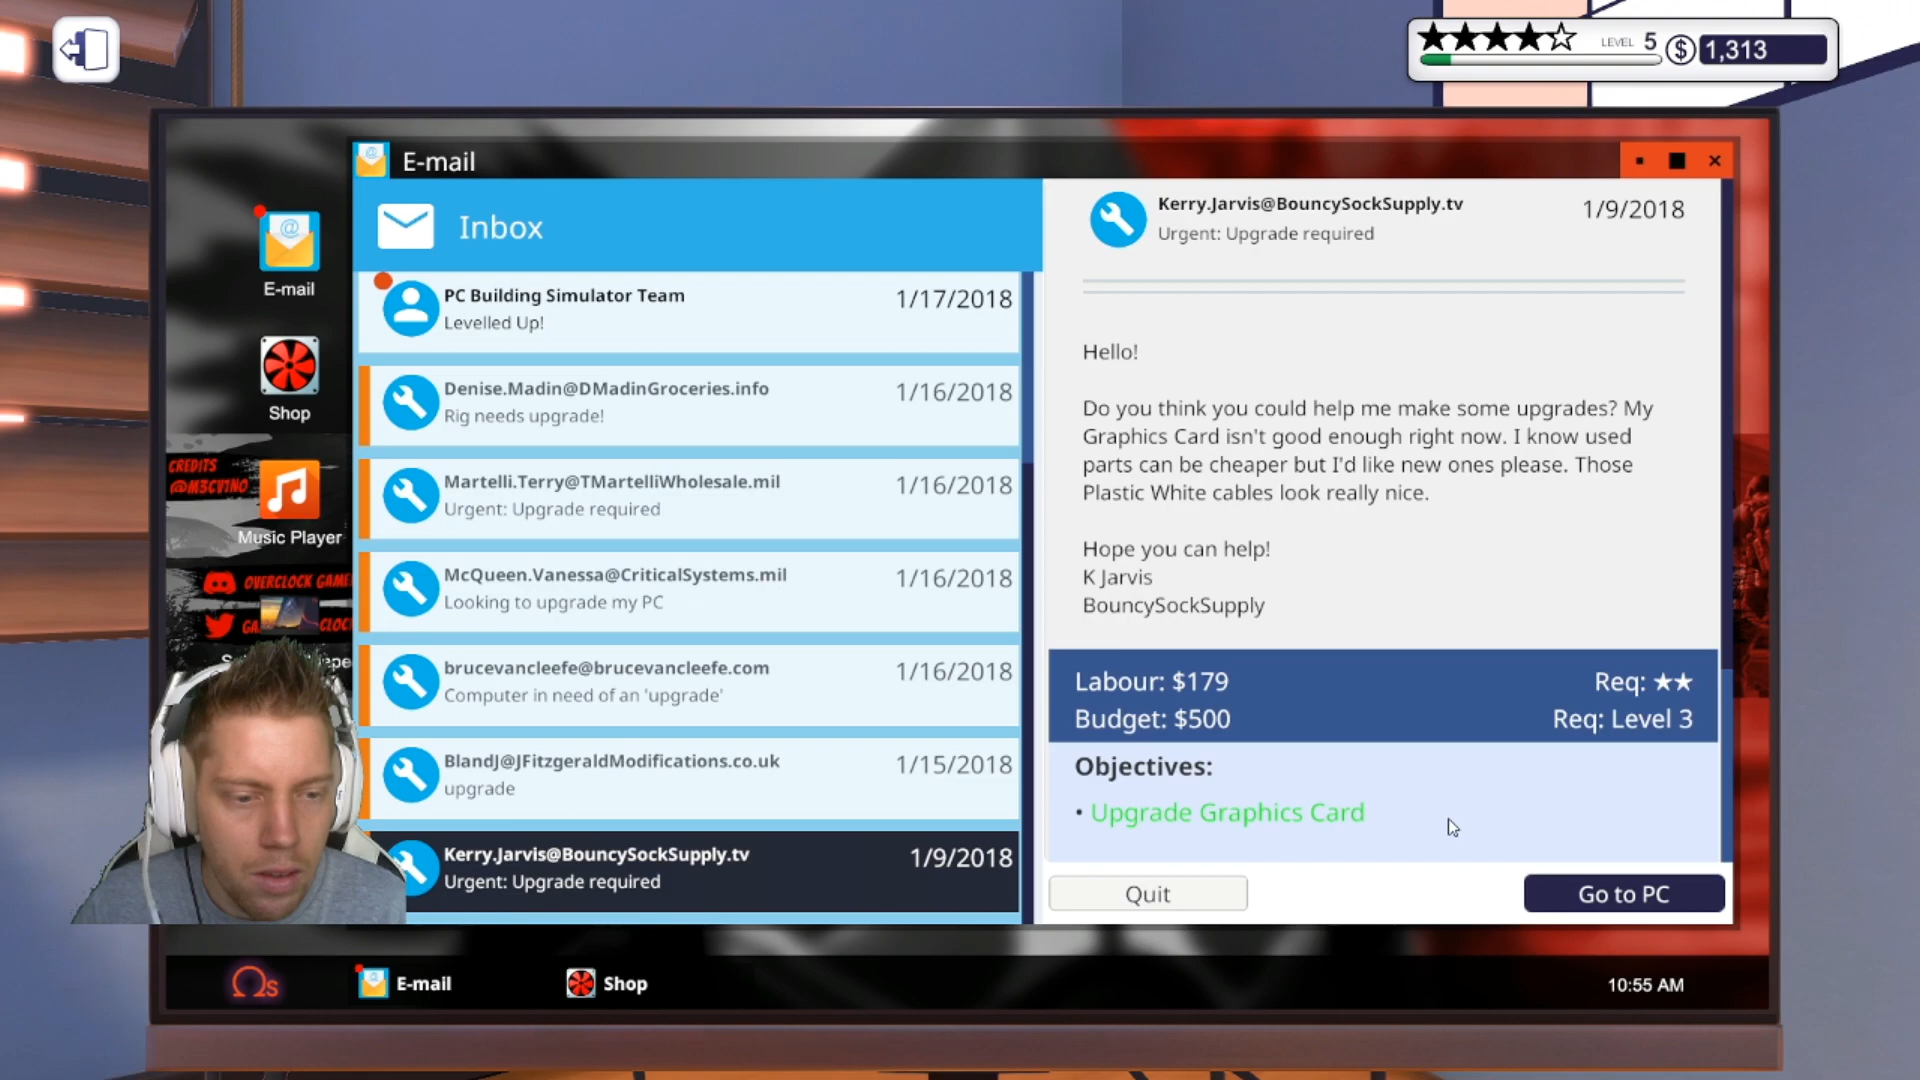 LEVEL 5 $ 1,313
E-mail
Inbox
PC Building Simulator Team 1/17/2018
Levelled Up!
Denise.Madin@DMadinGroceries.info 1/16/2018
Rig needs upgrade!
Martelli.Terry@TMartelliWholesale.mil 1/16/2018
Urgent: Upgrade required
McQueen.Vanessa@CriticalSystems.mil 1/16/2018
Looking to upgrade my PC
brucevancleefe@brucevancleefe.com 1/16/2018
Computer in need of an 'upgrade'
BlandJ@JFitzgeraldModifications.co.uk 1/15/2018
upgrade
Kerry.Jarvis@BouncySockSupply.tv 1/9/2018
Urgent: Upgrade required
Kerry.Jarvis@BouncySockSupply.tv 1/9/2018
Urgent: Upgrade required
Hello!
Do you think you could help me make some upgrades? My
Graphics Card isn't good enough right now. I know used
parts can be cheaper but I'd like new ones please. Those
Plastic White cables look really nice.
Hope you can help!
K Jarvis
BouncySockSupply
Labour: $179 Req: ★★
Budget: $500 Req: Level 3
Objectives:
• Upgrade Graphics Card
Quit Go to PC
E-mail
Shop
CREDITS
@M3CV1NO
Music Player
OVERCLOCK GAME
Ωs E-mail Shop 10:55 AM